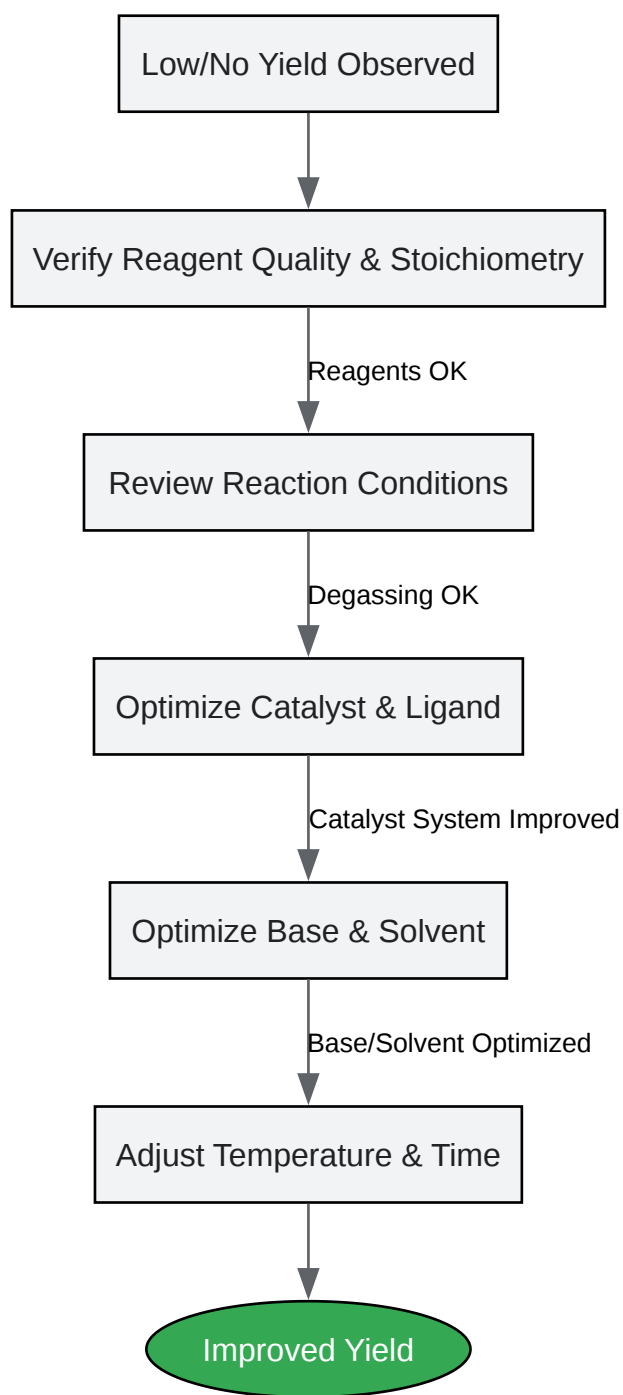 Low/No Yield Observed
Verify Reagent Quality & Stoichiometry
Reagents OK
Review Reaction Conditions
Degassing OK
Optimize Catalyst & Ligand
Catalyst System Improved
Optimize Base & Solvent
Base/Solvent Optimized
Adjust Temperature & Time
Improved Yield